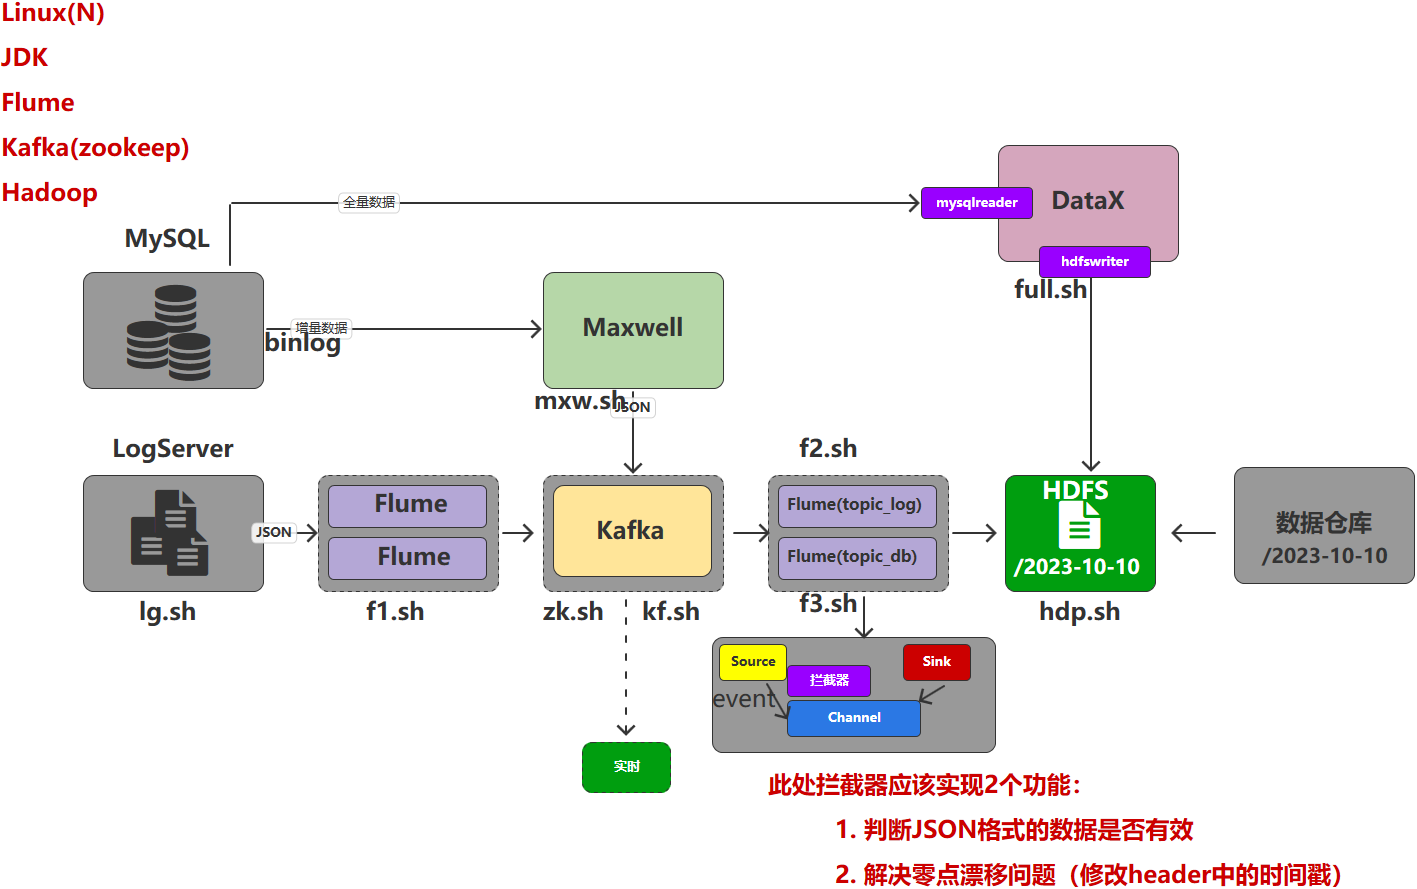 Linux(N)
JDK
Flume
Kafka(zookeep)
Hadoop
全量数据
mysqlreader
DataX
hdfswriter
full.sh
MySQL
增量数据
binlog
Maxwell
mxw.sh
JSON
LogServer
JSON
lg.sh
Flume
Flume
f1.sh
Kafka
zk.sh
kf.sh
f2.sh
Flume(topic_log)
Flume(topic_db)
f3.sh
HDFS
/2023-10-10
hdp.sh
数据仓库
/2023-10-10
Source
拦截器
Sink
event
Channel
实时
此处拦截器应该实现2个功能：
1. 判断JSON格式的数据是否有效
2. 解决零点漂移问题（修改header中的时间戳）